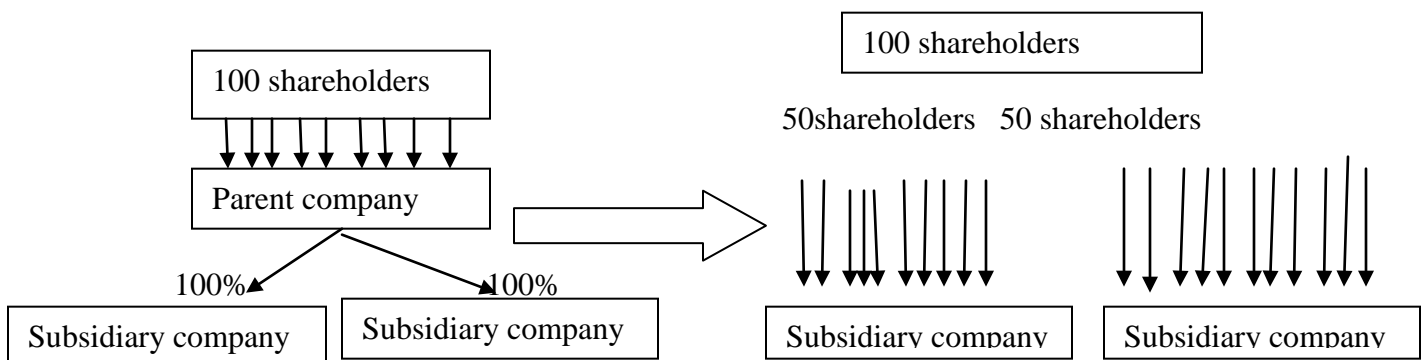 100 shareholders
100 shareholders
50shareholders 50 shareholders
Parent company
100% 100%
Subsidiary company Subsidiary company
Subsidiary company Subsidiary company